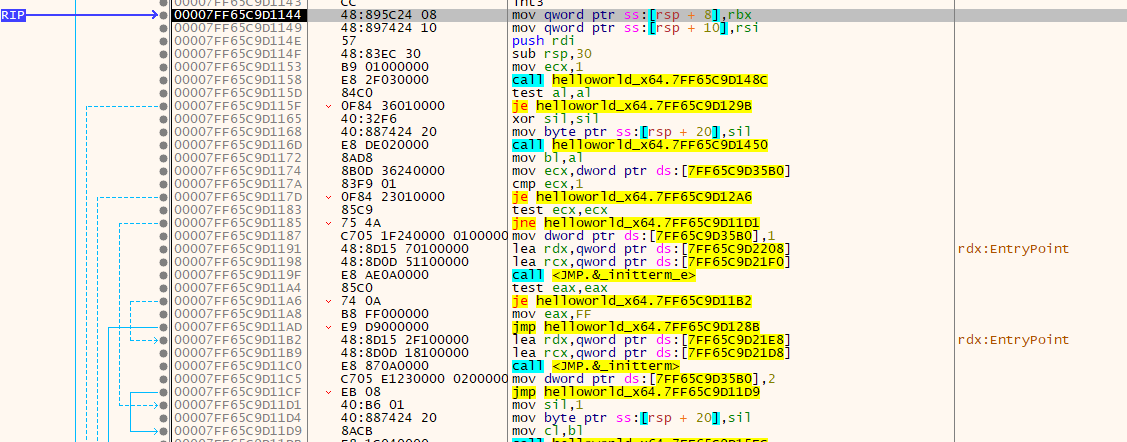 00007FF65C9D1143 CC int3
RIP 00007FF65C9D1144 48:895C24 08 mov qword ptr ss:[rsp + 8],rbx
00007FF65C9D1149 48:897424 10 mov qword ptr ss:[rsp + 10],rsi
00007FF65C9D114E 57 push rdi
00007FF65C9D114F 48:83EC 30 sub rsp,30
00007FF65C9D1153 B9 01000000 mov ecx,1
00007FF65C9D1158 E8 2F030000 call helloworld_x64.7FF65C9D148C
00007FF65C9D115D 84C0 test al,al
00007FF65C9D115F 0F84 36010000 je helloworld_x64.7FF65C9D129B
00007FF65C9D1165 40:32F6 xor sil,sil
00007FF65C9D1168 40:887424 20 mov byte ptr ss:[rsp + 20],sil
00007FF65C9D116D E8 DE020000 call helloworld_x64.7FF65C9D1450
00007FF65C9D1172 8AD8 mov bl,al
00007FF65C9D1174 8B0D 36240000 mov ecx,dword ptr ds:[7FF65C9D35B0]
00007FF65C9D117A 83F9 01 cmp ecx,1
00007FF65C9D117D 0F84 23010000 je helloworld_x64.7FF65C9D12A6
00007FF65C9D1183 85C9 test ecx,ecx
00007FF65C9D1185 75 4A jne helloworld_x64.7FF65C9D11D1
00007FF65C9D1187 C705 1F240000 01000000 mov dword ptr ds:[7FF65C9D35B0],1
00007FF65C9D1191 48:8D15 70100000 lea rdx,qword ptr ds:[7FF65C9D2208] rdx:EntryPoint
00007FF65C9D1198 48:8D0D 51100000 lea rcx,qword ptr ds:[7FF65C9D21F0]
00007FF65C9D119F E8 AE0A0000 call <JMP.&_initterm_e>
00007FF65C9D11A4 85C0 test eax,eax
00007FF65C9D11A6 74 0A je helloworld_x64.7FF65C9D11B2
00007FF65C9D11A8 B8 FF000000 mov eax,FF
00007FF65C9D11AD E9 D9000000 jmp helloworld_x64.7FF65C9D128B
00007FF65C9D11B2 48:8D15 2F100000 lea rdx,qword ptr ds:[7FF65C9D21E8] rdx:EntryPoint
00007FF65C9D11B9 48:8D0D 18100000 lea rcx,qword ptr ds:[7FF65C9D21D8]
00007FF65C9D11C0 E8 870A0000 call <JMP.&_initterm>
00007FF65C9D11C5 C705 E1230000 02000000 mov dword ptr ds:[7FF65C9D35B0],2
00007FF65C9D11CF EB 08 jmp helloworld_x64.7FF65C9D11D9
00007FF65C9D11D1 40:B6 01 mov sil,1
00007FF65C9D11D4 40:887424 20 mov byte ptr ss:[rsp + 20],sil
00007FF65C9D11D9 8ACB mov cl,bl